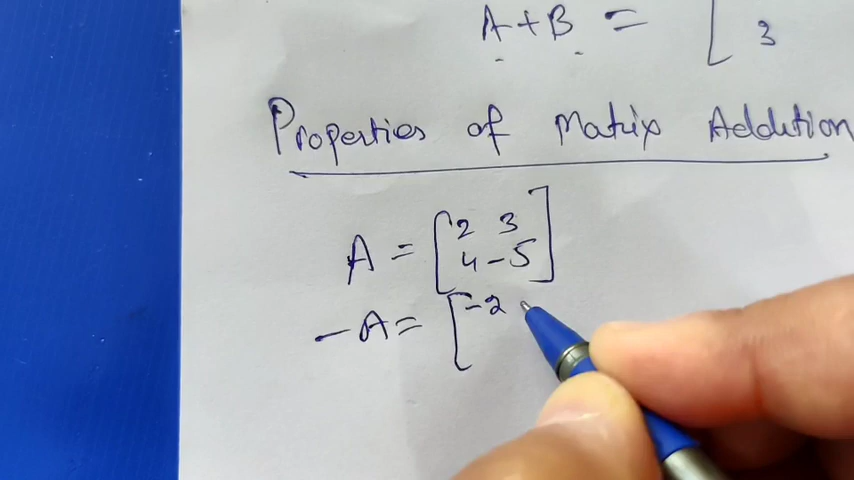 A+B = [ 3
Properties of Matrix Addition
A = [2 3
4 -5]
-A = [-2